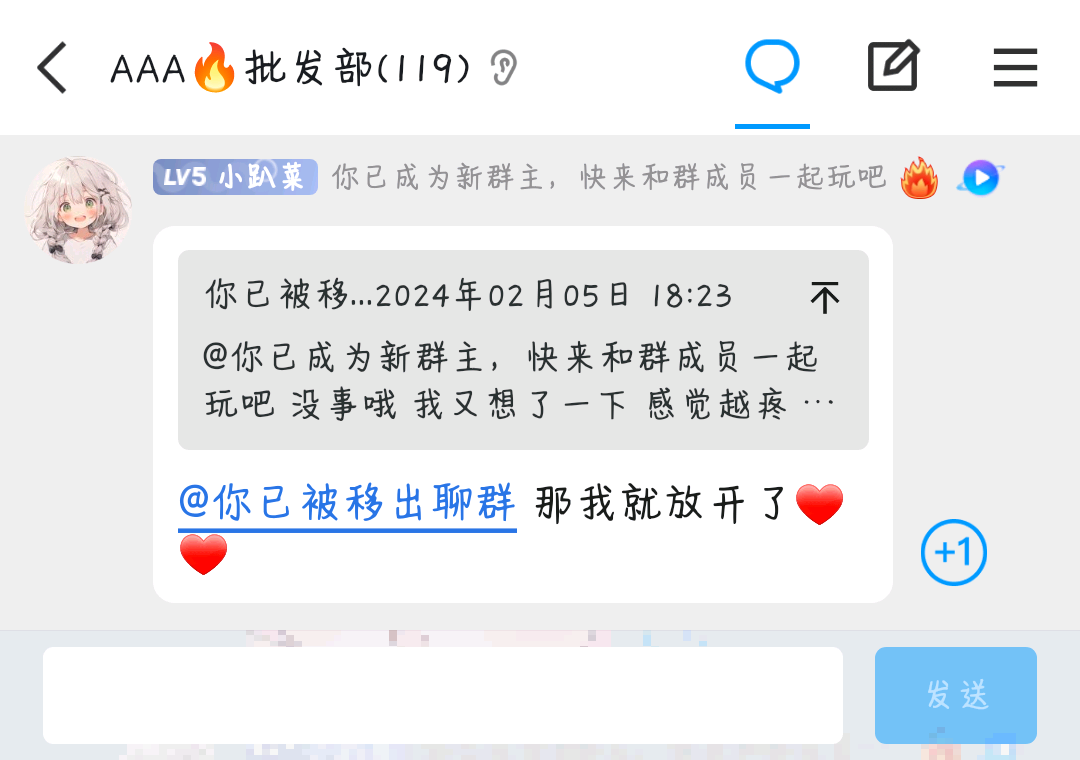 AAA🔥批发部(119)
LV5 小趴菜 你已成为新群主，快来和群成员一起玩吧
你已被移...2024年02月05日 18:23
@你已成为新群主，快来和群成员一起
玩吧 没事哦 我又想了一下 感觉越疼 …
@你已被移出聊群 那我就放开了❤️
❤️
+1
发送